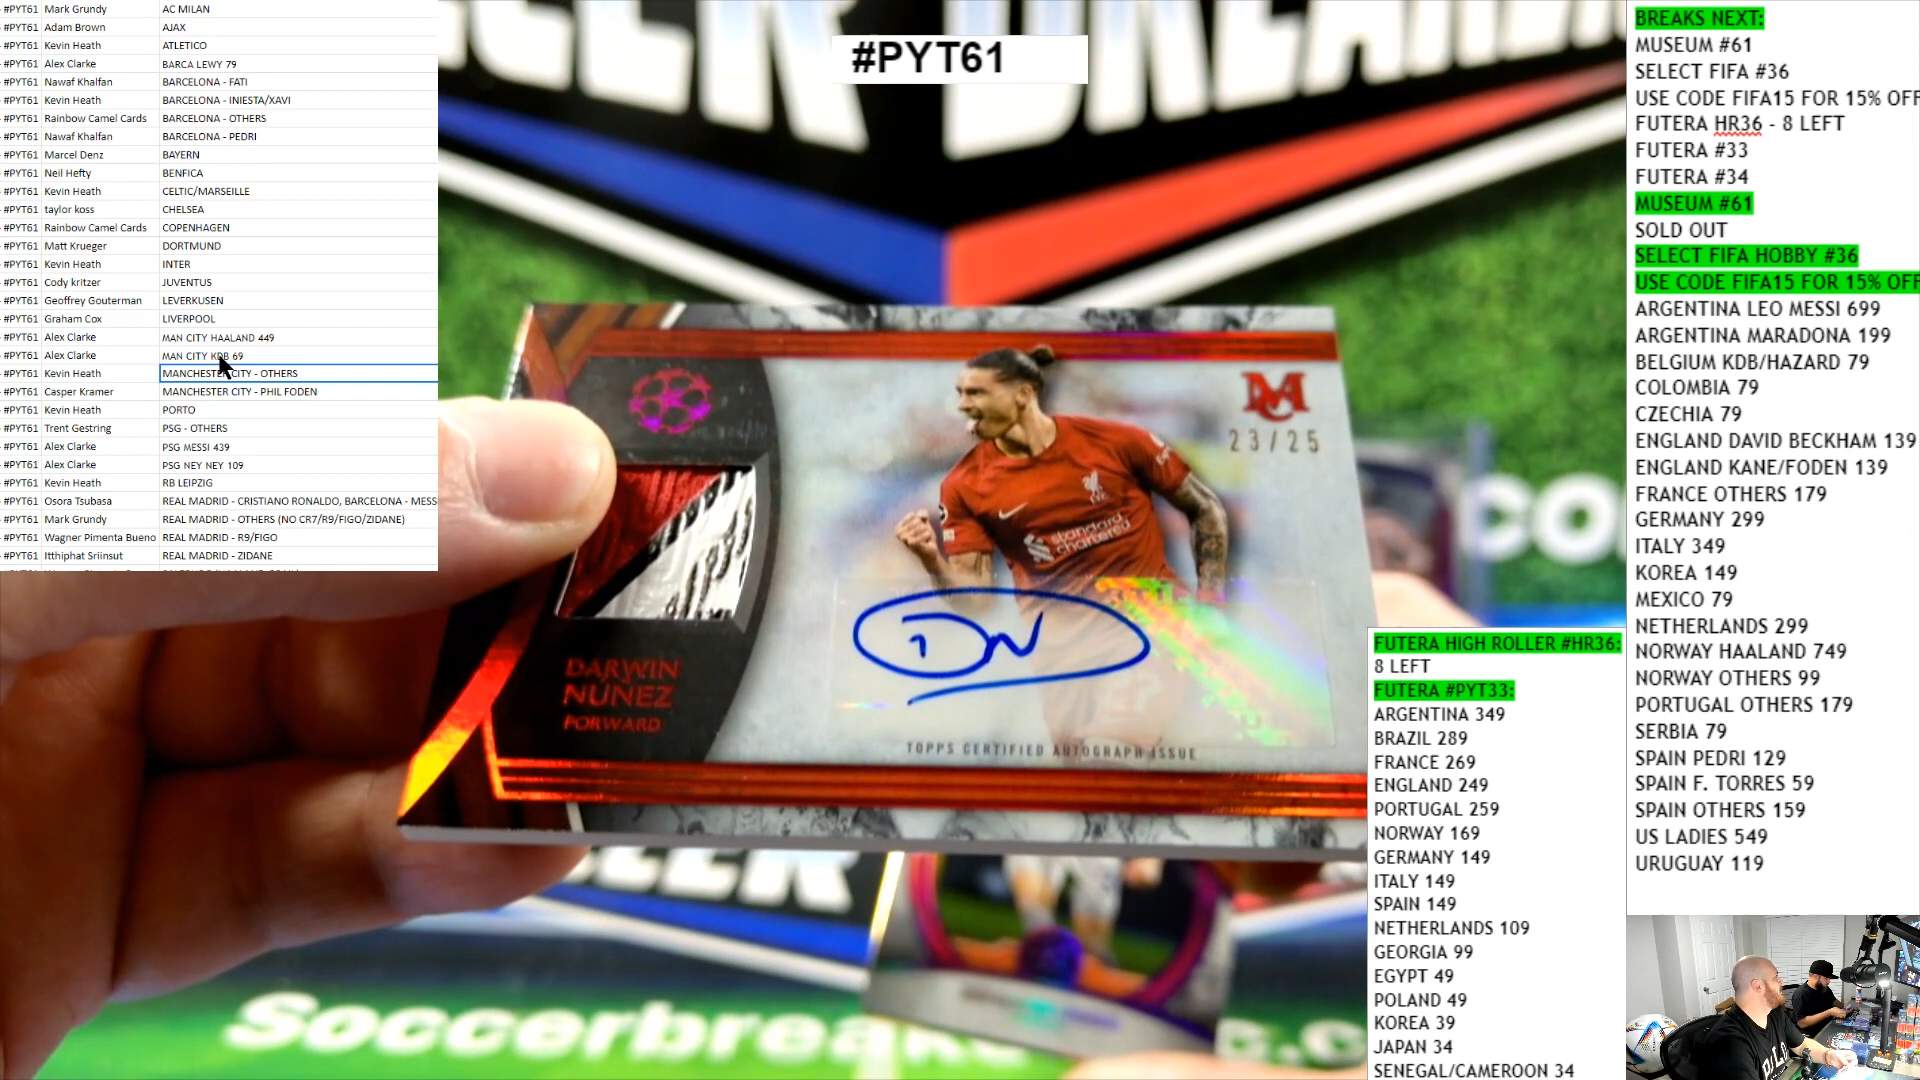 #PYT61 Mark Grundy AC MILAN
#PYT61 Adam Brown AJAX
#PYT61 Kevin Heath ATLETICO
#PYT61 Alex Clarke BARCA LEWY 79
#PYT61 Nawaf Khalfan BARCELONA - FATI
#PYT61 Kevin Heath BARCELONA - INIESTA/XAVI
#PYT61 Rainbow Camel Cards BARCELONA - OTHERS
#PYT61 Nawaf Khalfan BARCELONA - PEDRI
#PYT61 Marcel Denz BAYERN
#PYT61 Neil Hefty BENFICA
#PYT61 Kevin Heath CELTIC/MARSEILLE
#PYT61 taylor koss CHELSEA
#PYT61 Rainbow Camel Cards COPENHAGEN
#PYT61 Matt Krueger DORTMUND
#PYT61 Kevin Heath INTER
#PYT61 Cody kritzer JUVENTUS
#PYT61 Geoffrey Gouterman LEVERKUSEN
#PYT61 Graham Cox LIVERPOOL
#PYT61 Alex Clarke MAN CITY HAALAND 449
#PYT61 Alex Clarke MAN CITY KDB 69
#PYT61 Kevin Heath MANCHESTER CITY - OTHERS
#PYT61 Casper Kramer MANCHESTER CITY - PHIL FODEN
#PYT61 Kevin Heath PORTO
#PYT61 Trent Gestring PSG - OTHERS
#PYT61 Alex Clarke PSG MESSI 439
#PYT61 Alex Clarke PSG NEY NEY 109
#PYT61 Kevin Heath RB LEIPZIG
#PYT61 Osora Tsubasa REAL MADRID - CRISTIANO RONALDO, BARCELONA - MESS
#PYT61 Mark Grundy REAL MADRID - OTHERS (NO CR7/R9/FIGO/ZIDANE)
#PYT61 Wagner Pimenta Bueno REAL MADRID - R9/FIGO
#PYT61 Itthiphat Sriinsut REAL MADRID - ZIDANE
#PYT61
23/25
standard
chartered
DN
DARWIN
NUNEZ
FORWARD
TOPPS CERTIFIED AUTOGRAPH ISSUE
Soccerbreaks
FUTERA HIGH ROLLER #HR36:
8 LEFT
FUTERA #PYT33:
ARGENTINA 349
BRAZIL 289
FRANCE 269
ENGLAND 249
PORTUGAL 259
NORWAY 169
GERMANY 149
ITALY 149
SPAIN 149
NETHERLANDS 109
GEORGIA 99
EGYPT 49
POLAND 49
KOREA 39
JAPAN 34
SENEGAL/CAMEROON 34
BREAKS NEXT:
MUSEUM #61
SELECT FIFA #36
USE CODE FIFA15 FOR 15% OFF
FUTERA HR36 - 8 LEFT
FUTERA #33
FUTERA #34
MUSEUM #61
SOLD OUT
SELECT FIFA HOBBY #36
USE CODE FIFA15 FOR 15% OFF
ARGENTINA LEO MESSI 699
ARGENTINA MARADONA 199
BELGIUM KDB/HAZARD 79
COLOMBIA 79
CZECHIA 79
ENGLAND DAVID BECKHAM 139
ENGLAND KANE/FODEN 139
FRANCE OTHERS 179
GERMANY 299
ITALY 349
KOREA 149
MEXICO 79
NETHERLANDS 299
NORWAY HAALAND 749
NORWAY OTHERS 99
PORTUGAL OTHERS 179
SERBIA 79
SPAIN PEDRI 129
SPAIN F. TORRES 59
SPAIN OTHERS 159
US LADIES 549
URUGUAY 119